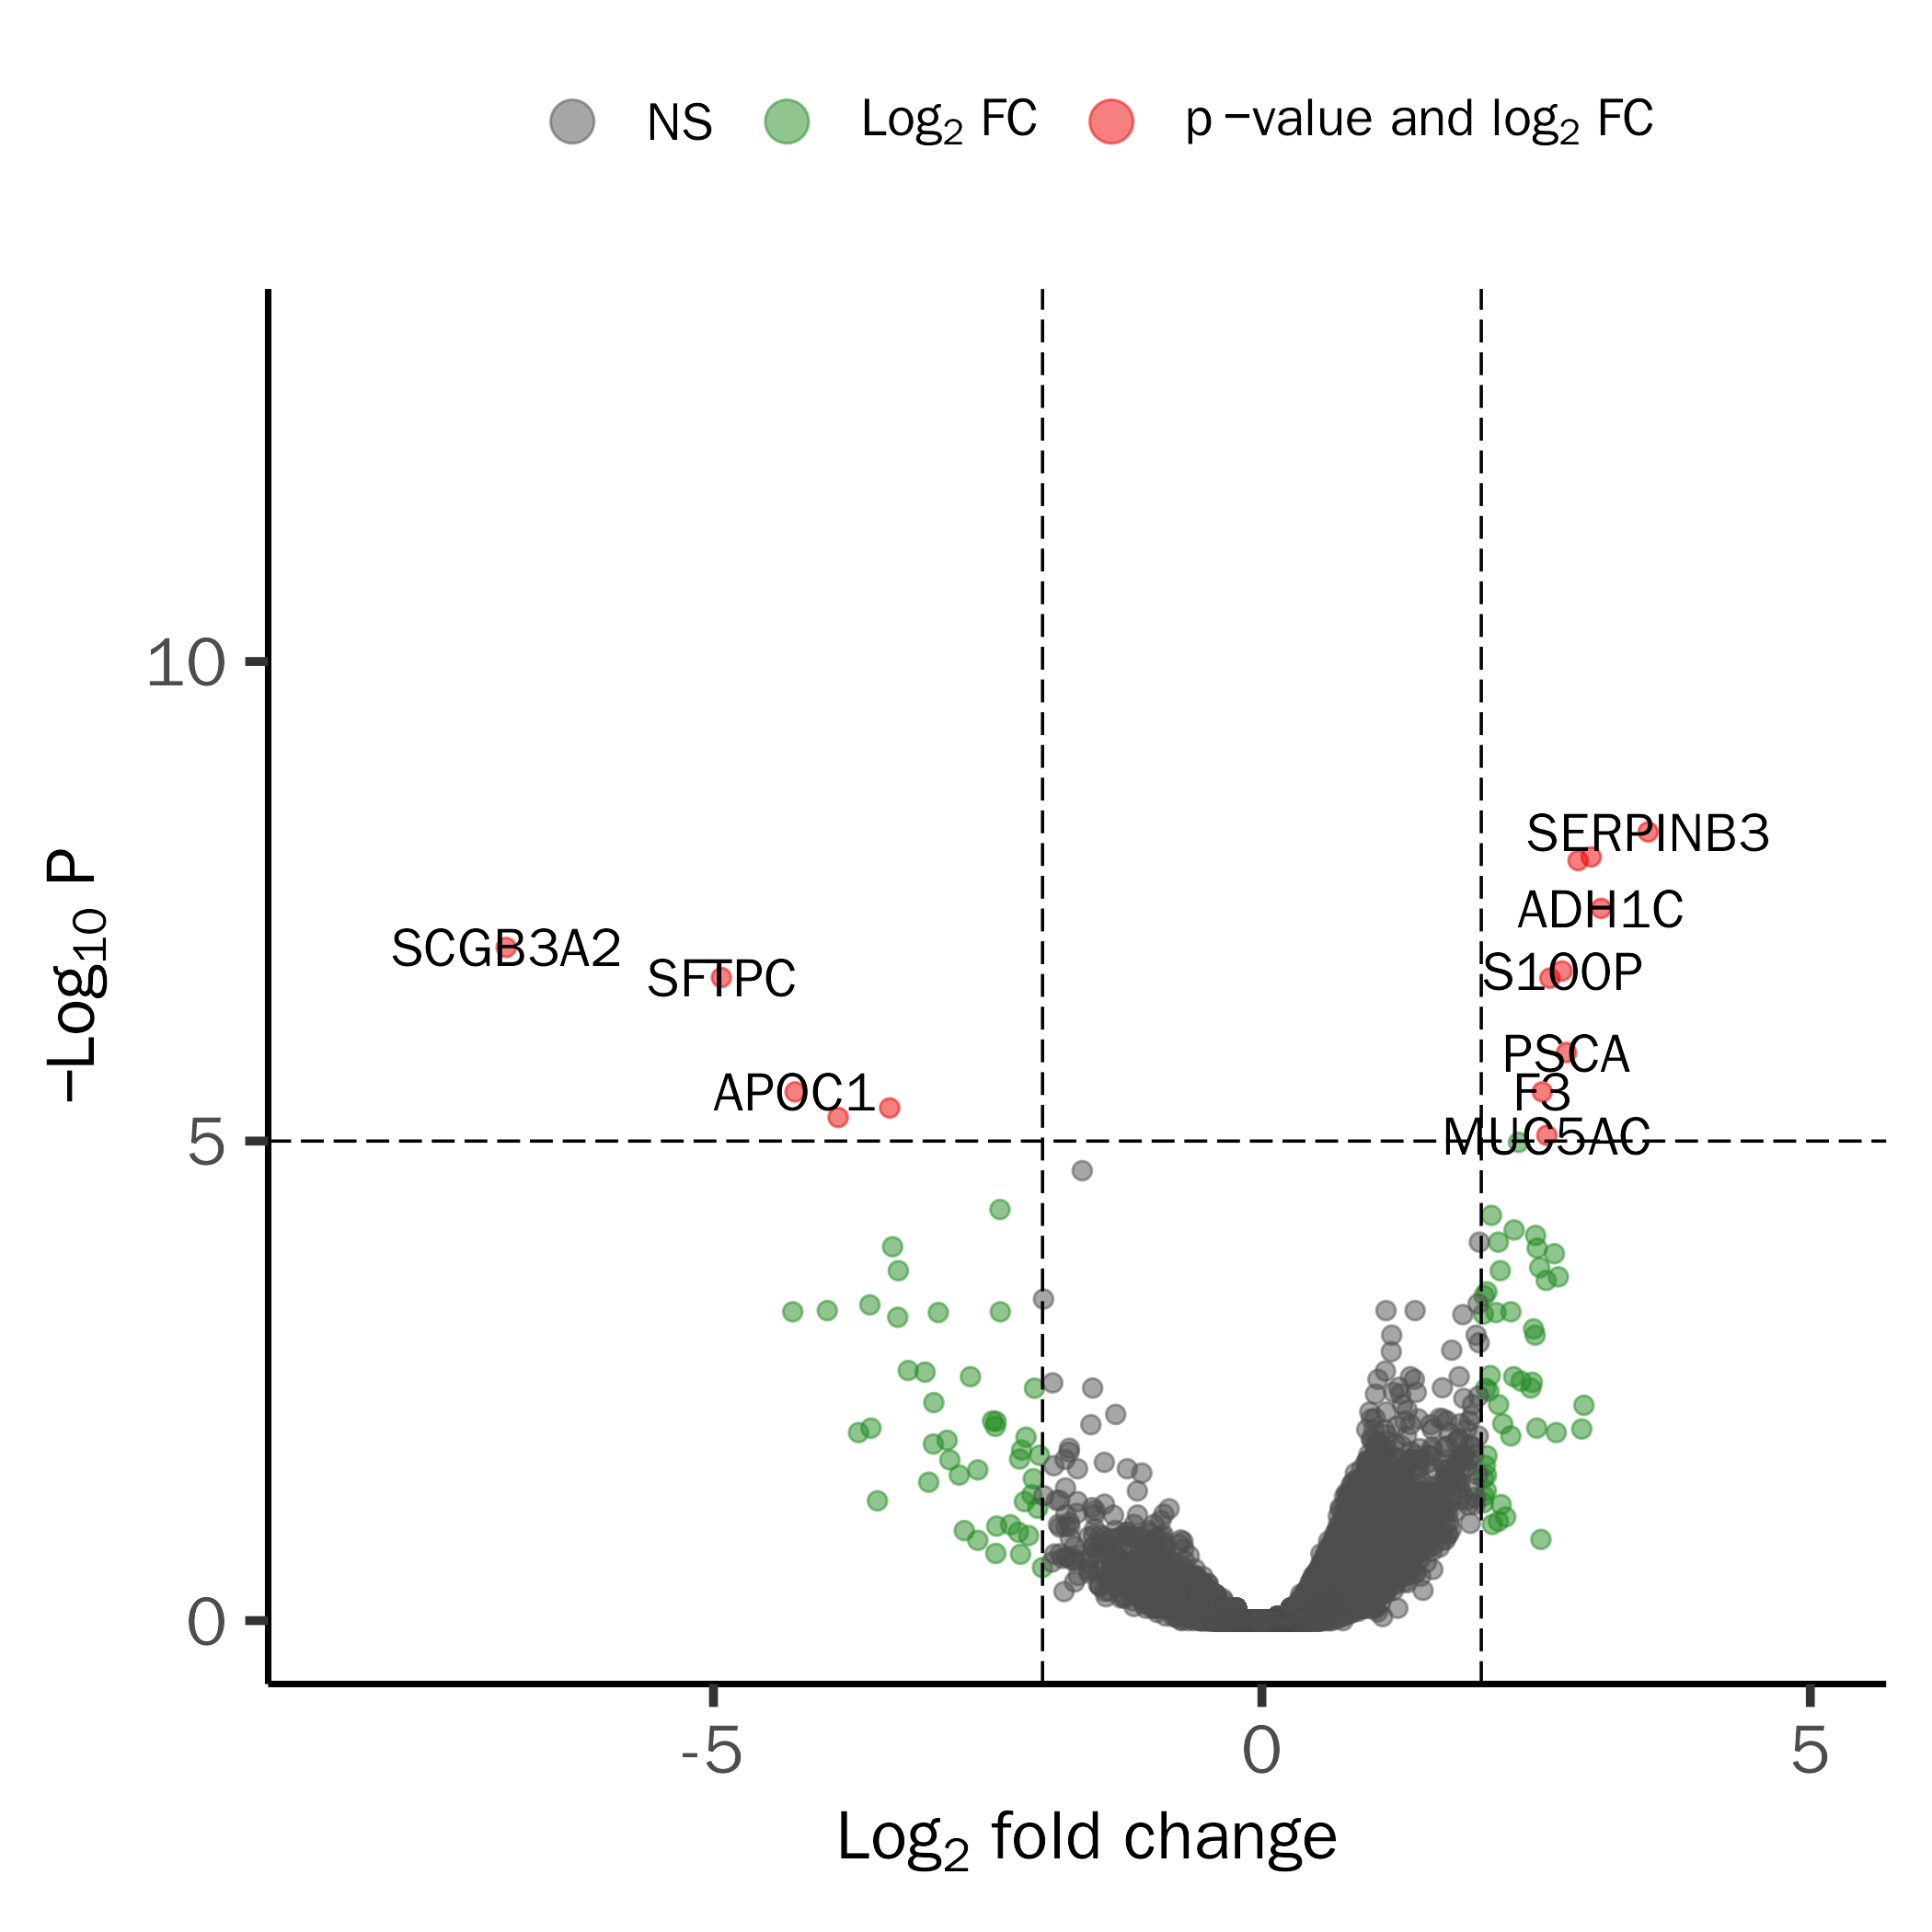 NS Log2 FC p −value and log2 FC
−Log10 P
10
5
0
SERPINB3
ADH1C
SCGB3A2
SFTPC
S100P
PSCA
APOC1
F3
MUC5AC
-5 0 5
Log2 fold change